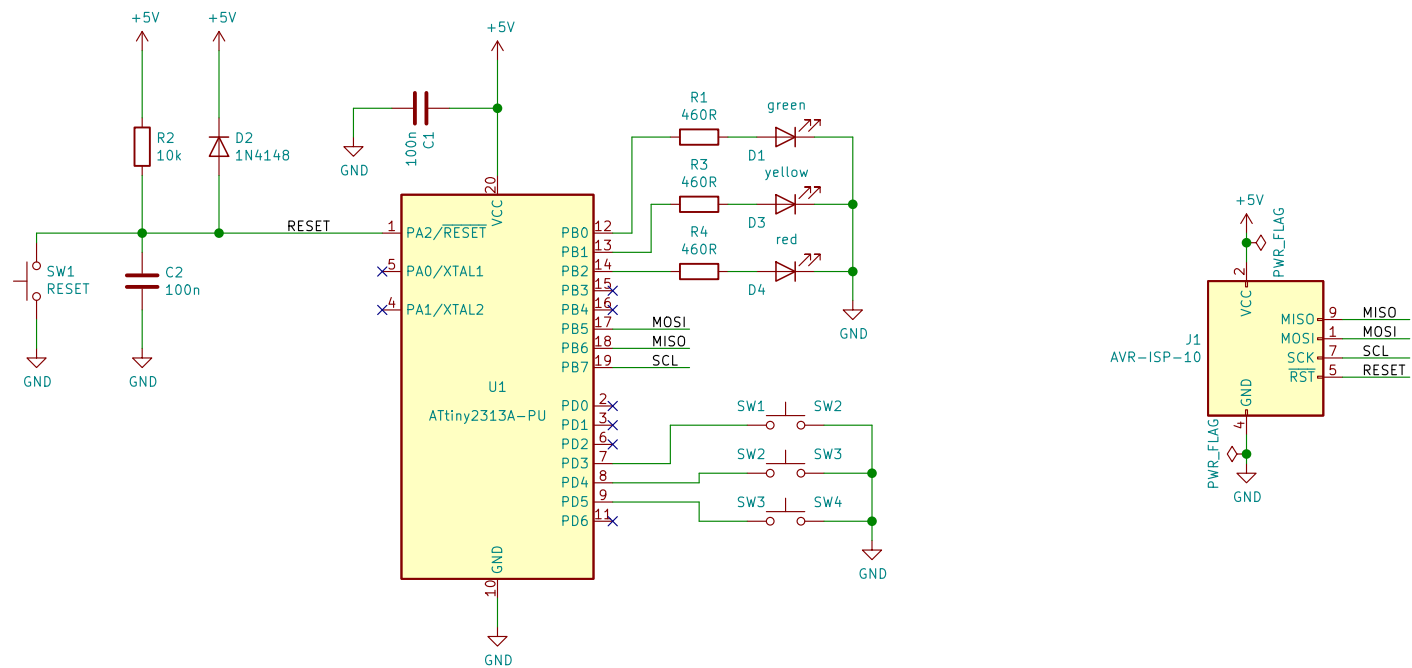 +5V
+5V
+5V
R2
10k
D2
1N4148
RESET
SW1
RESET
C2
100n
GND
GND
GND
100n
C1
20
VCC
1
PA2/RESET
5
PA0/XTAL1
4
PA1/XTAL2
U1
ATtiny2313A-PU
GND
10
GND
PB0 12
PB1 13
PB2 14
PB3 15
PB4 16
PB5 17 MOSI
PB6 18 MISO
PB7 19 SCL
PD0 2
PD1 3
PD2 6
PD3 7
PD4 8
PD5 9
PD6 11
R1
460R
green
D1
R3
460R
yellow
D3
R4
460R
red
D4
GND
SW1 SW2
SW2 SW3
SW3 SW4
GND
+5V
PWR_FLAG
2
VCC
J1
AVR-ISP-10
MISO 9 MISO
MOSI 1 MOSI
SCK 7 SCL
RST 5 RESET
GND
4
PWR_FLAG
GND